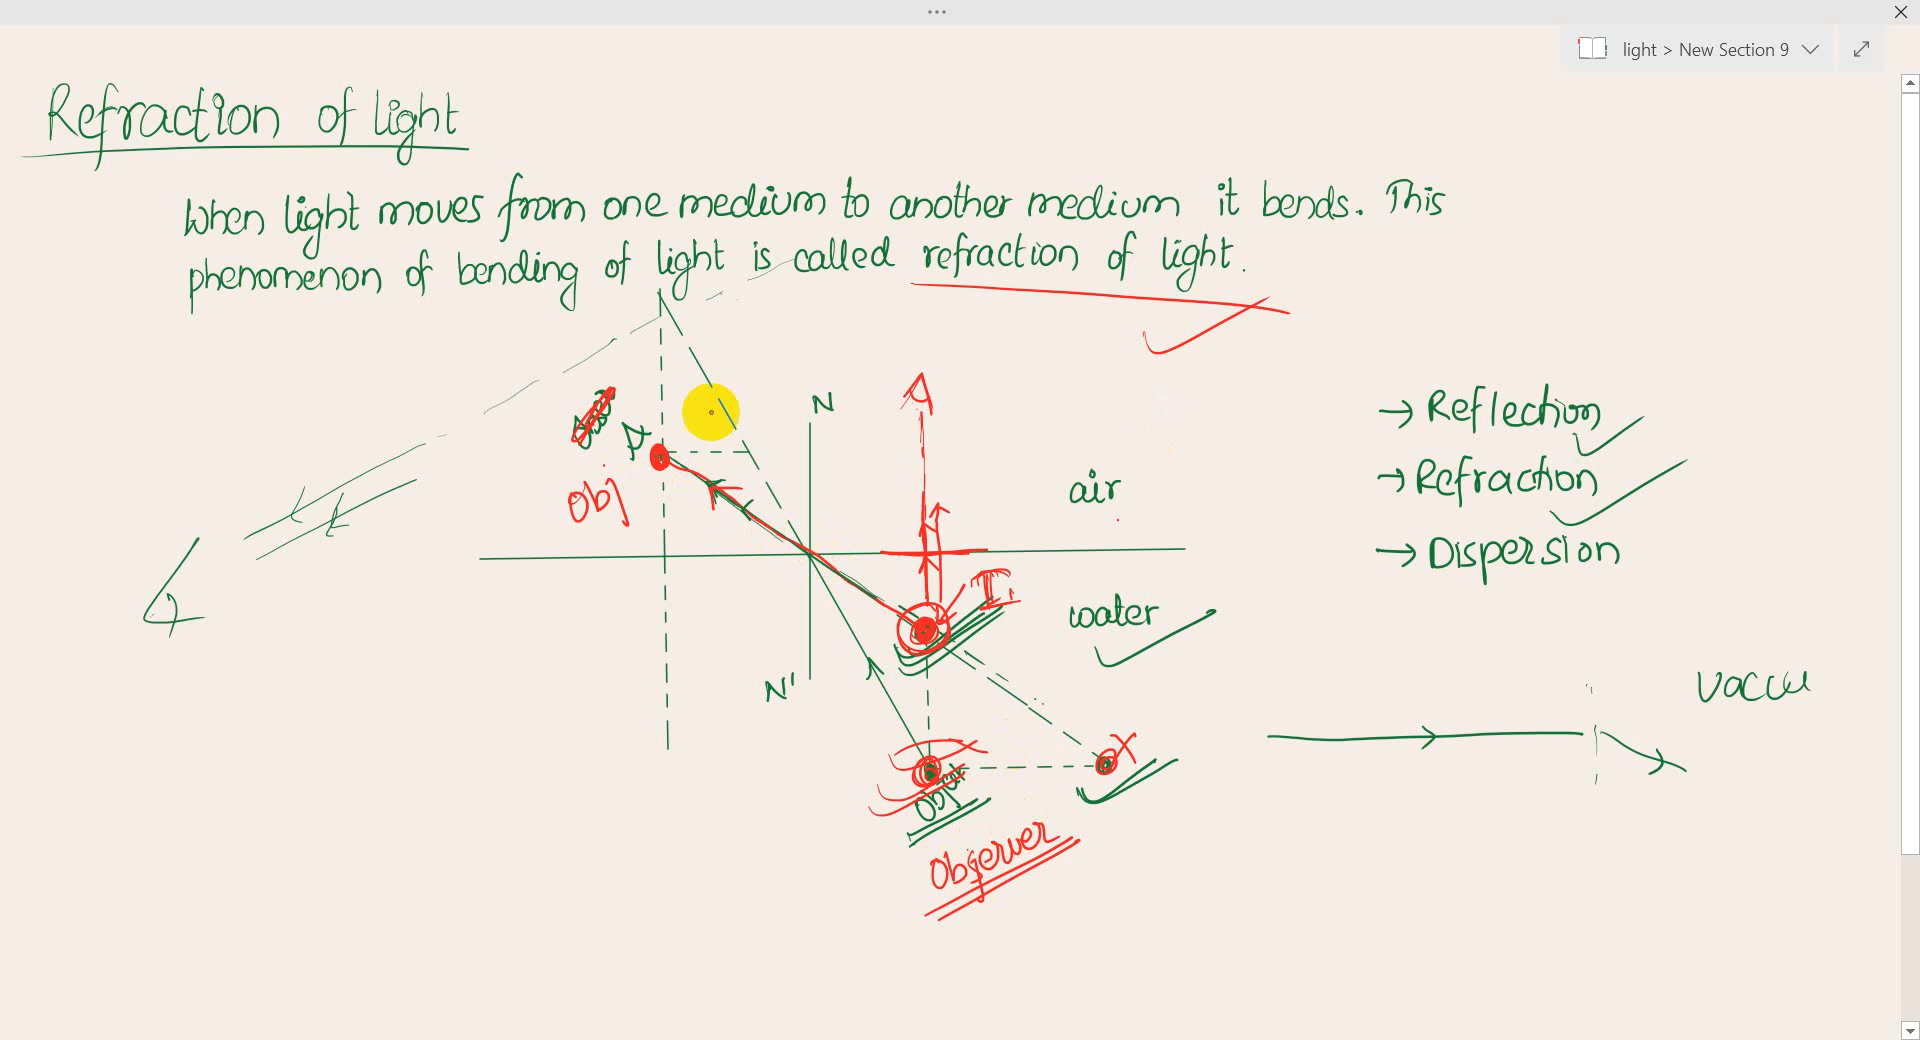 light > New Section 9
Refraction of light
When light moves from one medium to another medium it bends. This
phenomenon of bending of light is called refraction of light.
N
A
Obj
air
→ Reflection
→ Refraction
→ Dispersion
I
water
N'
vaccu
X
Obj
Observer